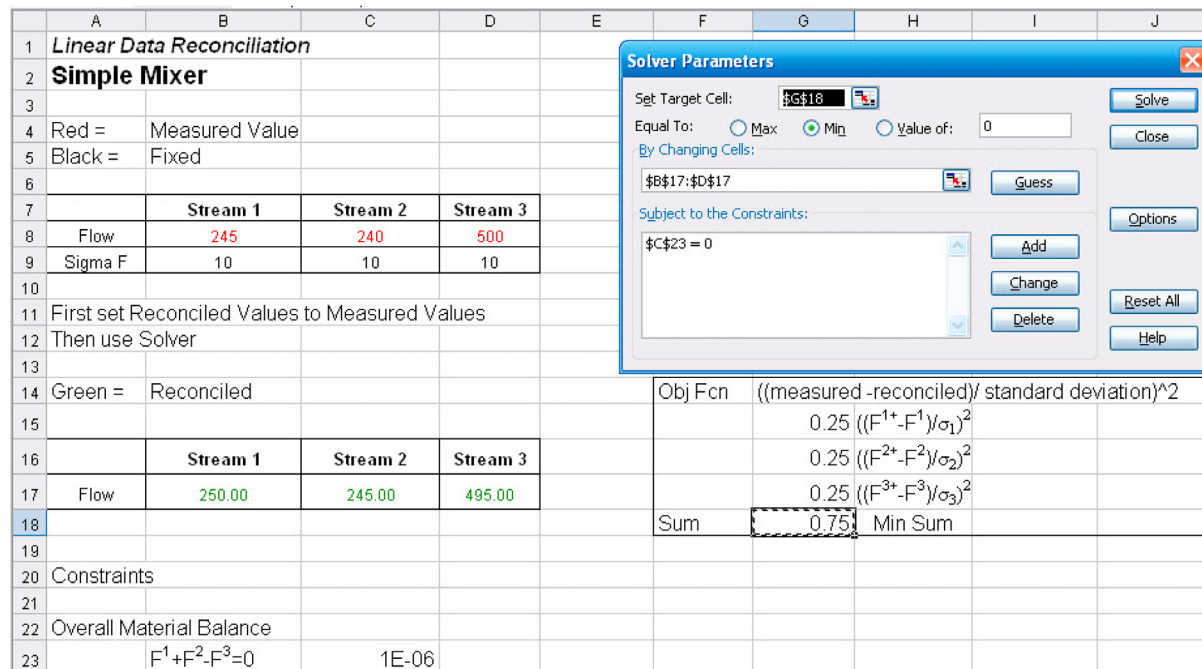 A B C D E F G H I J
1 Linear Data Reconciliation
2 Simple Mixer
3
4 Red = Measured Value
5 Black = Fixed
6
7 Stream 1 Stream 2 Stream 3
8 Flow 245 240 500
9 Sigma F 10 10 10
10
11 First set Reconciled Values to Measured Values
12 Then use Solver
13
Solver Parameters
Set Target Cell: $G$18 Solve
Equal To: Max Min Value of: 0 Close
By Changing Cells:
$B$17:$D$17 Guess
Subject to the Constraints: Options
$C$23 = 0 Add
Change
Reset All
Delete
Help
14 Green = Reconciled Obj Fcn ((measured -reconciled)/ standard deviation)^2
15 0.25 ((F¹⁺-F¹)/σ₁)²
16 Stream 1 Stream 2 Stream 3 0.25 ((F²⁺-F²)/σ₂)²
17 Flow 250.00 245.00 495.00 0.25 ((F³⁺-F³)/σ₃)²
18 Sum 0.75 Min Sum
19
20 Constraints
21
22 Overall Material Balance
23 F¹+F²-F³=0 1E-06